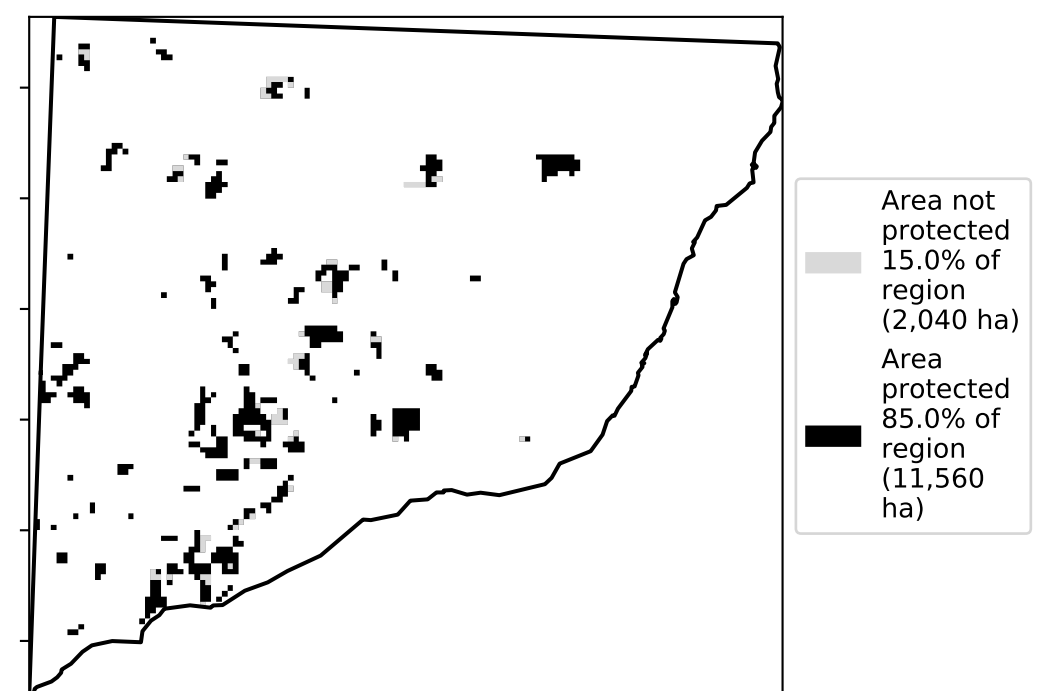 Area not
protected
15.0% of
region
(2,040 ha)
Area
protected
85.0% of
region
(11,560
ha)